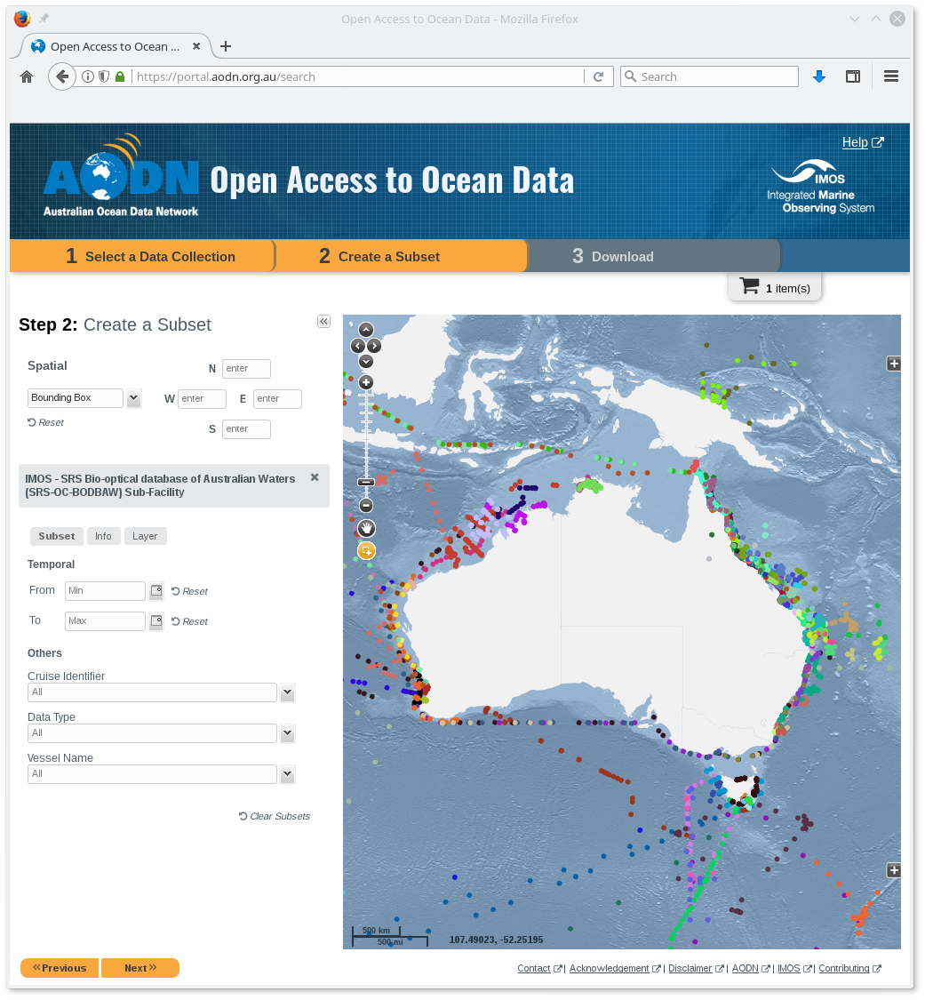 Open Access to Ocean Data - Mozilla Firefox
Open Access to Ocean ...
https://portal.aodn.org.au/search
Search
Help
AODN
Australian Ocean Data Network
Open Access to Ocean Data
IMOS
Integrated Marine
Observing System
1 Select a Data Collection
2 Create a Subset
3 Download
1 item(s)
Step 2: Create a Subset
Spatial
N enter
Bounding Box
W enter E enter
Reset
S enter
IMOS - SRS Bio-optical database of Australian Waters
(SRS-OC-BODBAW) Sub-Facility
Subset Info Layer
Temporal
From Min Reset
To Max Reset
Others
Cruise Identifier
All
Data Type
All
Vessel Name
All
Clear Subsets
500 km
500 mi
107.49023, -52.25195
«Previous
Next»
Contact | Acknowledgement | Disclaimer | AODN | IMOS | Contributing